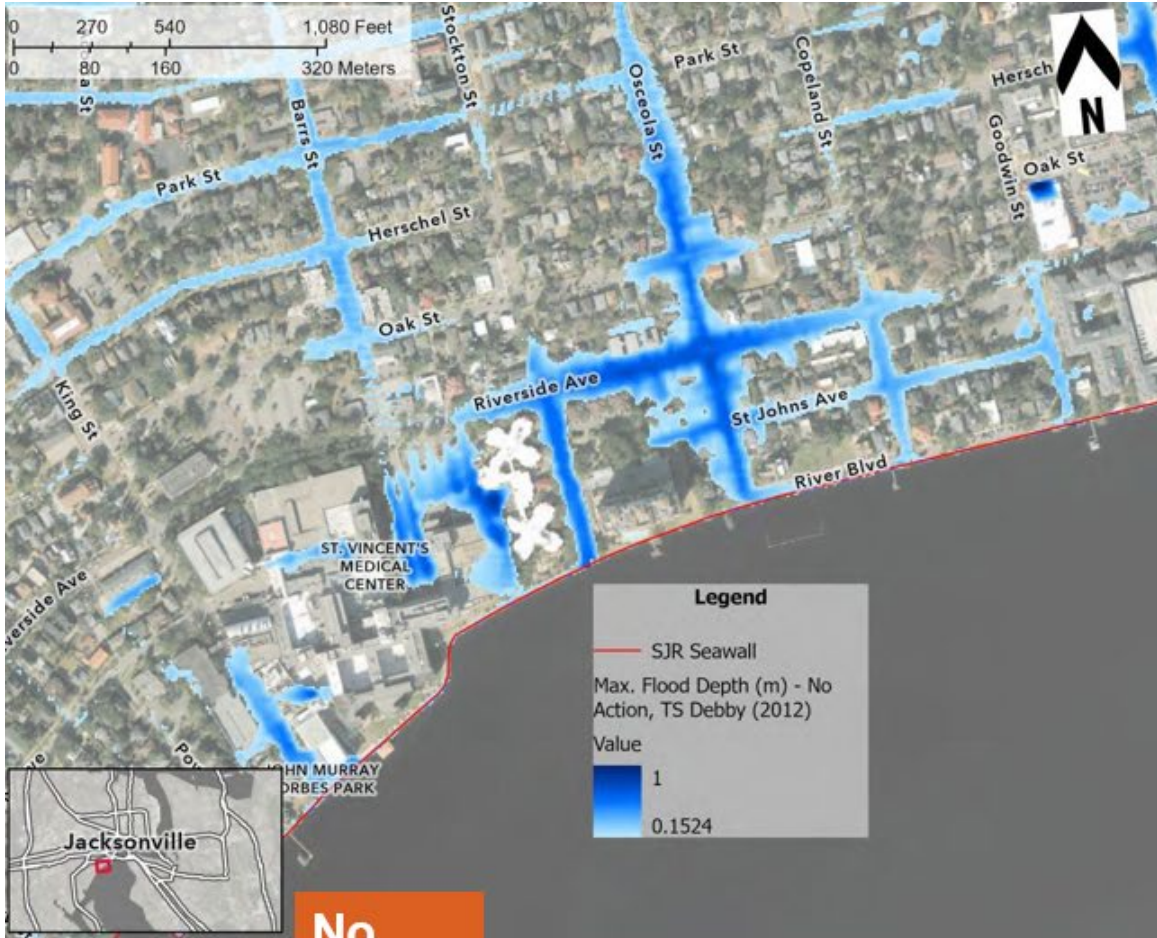 0 270 540 1,080 Feet
0 80 160 320 Meters
Stockton St
Park St
Copeland St
Hersch
Osceola St
Barrs St
Goodwin St
Oak St
Park St
Herschel St
Oak St
King St
Riverside Ave
St Johns Ave
River Blvd
ST. VINCENT'S
MEDICAL
CENTER
verside Ave
JOHN MURRAY
ORBES PARK
Jacksonville
N
Legend
SJR Seawall
Max. Flood Depth (m) - No
Action, TS Debby (2012)
Value
1
0.1524
No